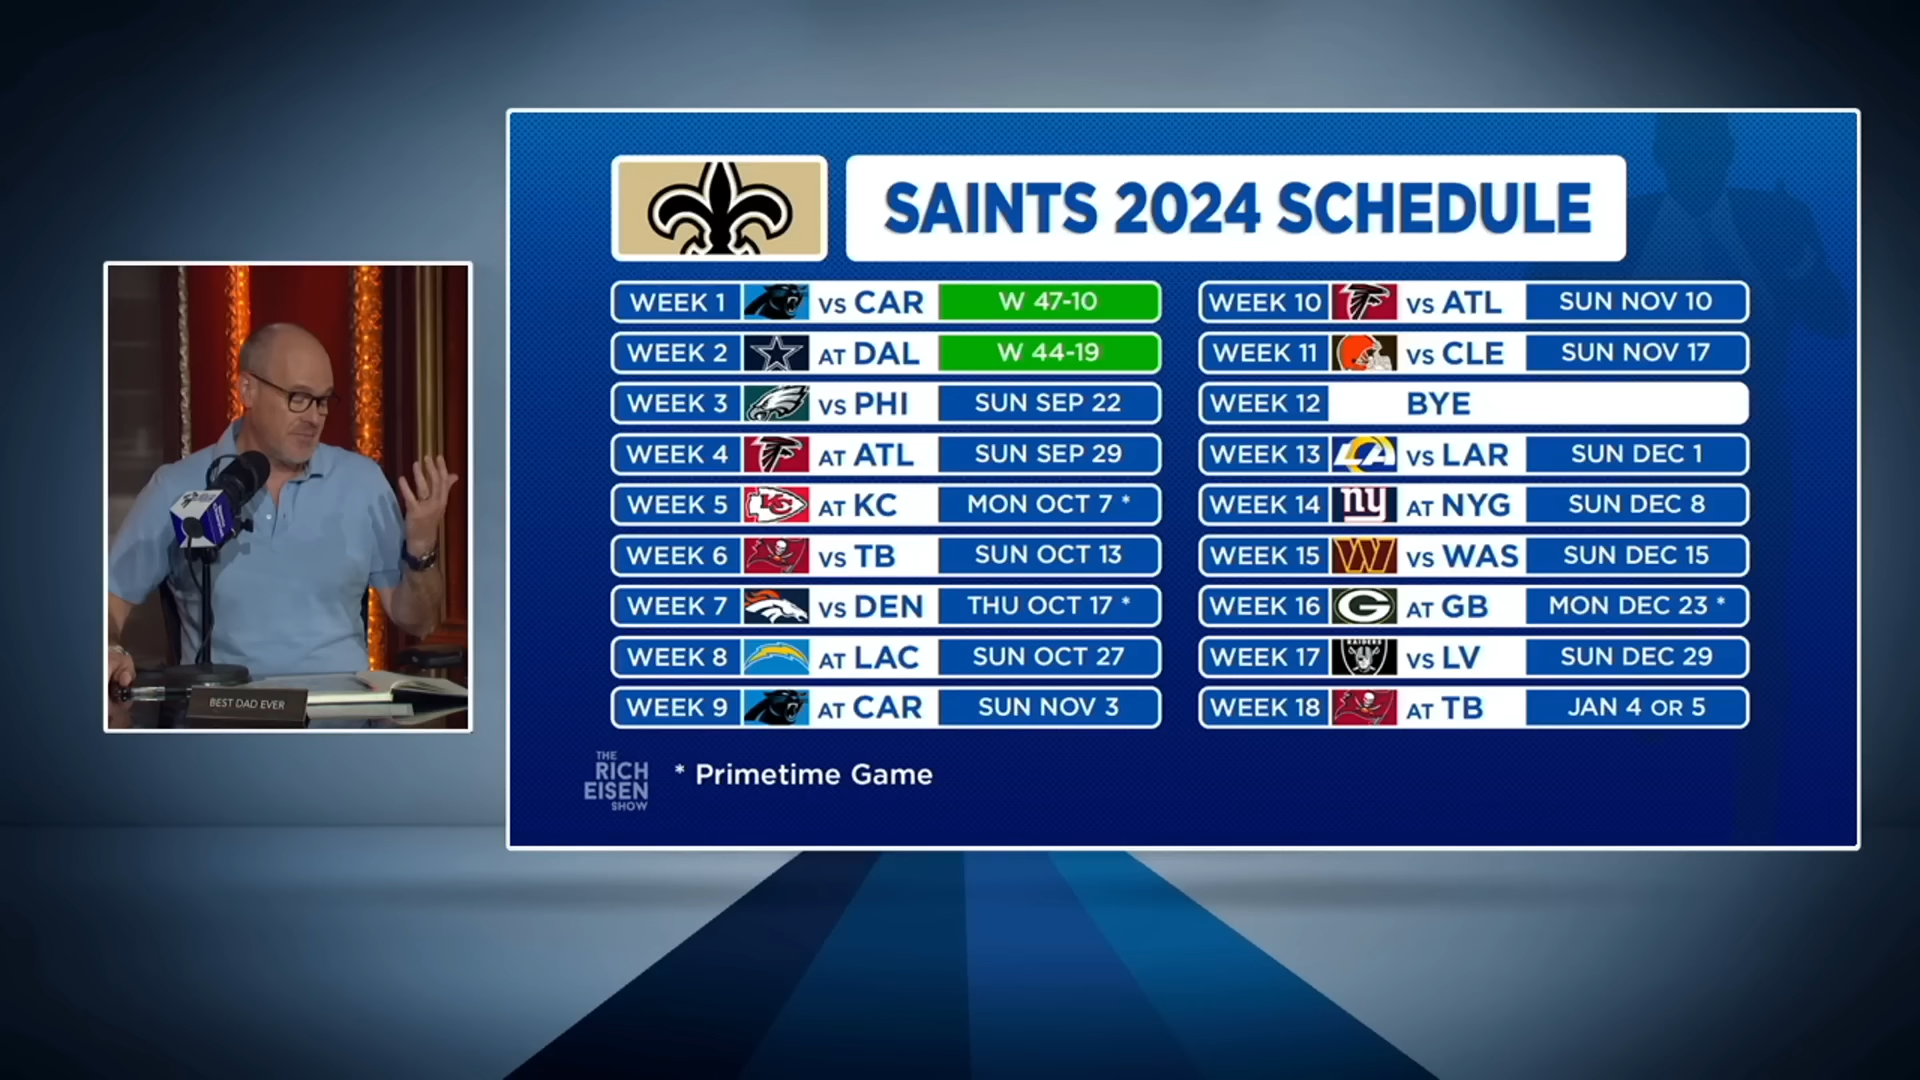 SAINTS 2024 SCHEDULE
WEEK 1 VS CAR W 47-10
WEEK 2 AT DAL W 44-19
WEEK 3 VS PHI SUN SEP 22
WEEK 4 AT ATL SUN SEP 29
WEEK 5 AT KC MON OCT 7 *
WEEK 6 VS TB SUN OCT 13
WEEK 7 VS DEN THU OCT 17 *
WEEK 8 AT LAC SUN OCT 27
WEEK 9 AT CAR SUN NOV 3
WEEK 10 VS ATL SUN NOV 10
WEEK 11 VS CLE SUN NOV 17
WEEK 12 BYE
WEEK 13 LA VS LAR SUN DEC 1
WEEK 14 ny AT NYG SUN DEC 8
WEEK 15 W VS WAS SUN DEC 15
WEEK 16 G AT GB MON DEC 23 *
WEEK 17 RAIDERS VS LV SUN DEC 29
WEEK 18 AT TB JAN 4 OR 5
THE
RICH
EISEN
SHOW
* Primetime Game
BEST DAD EVER